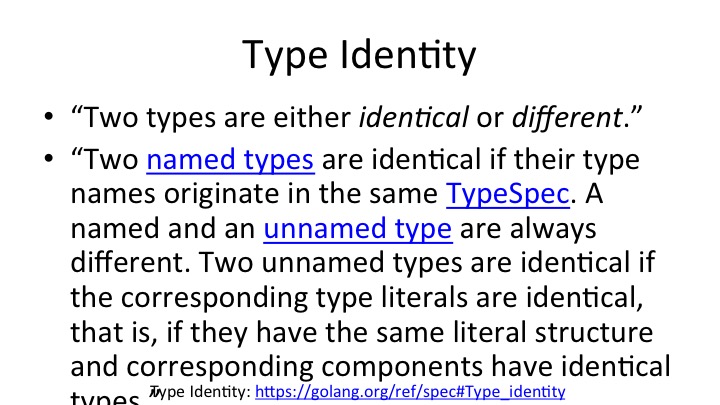 Type Identity
• “Two types are either identical or different.”
• “Two named types are identical if their type
names originate in the same TypeSpec. A
named and an unnamed type are always
different. Two unnamed types are identical if
the corresponding type literals are identical,
that is, if they have the same literal structure
and corresponding components have identical
types.”
Type Identity: https://golang.org/ref/spec#Type_identity